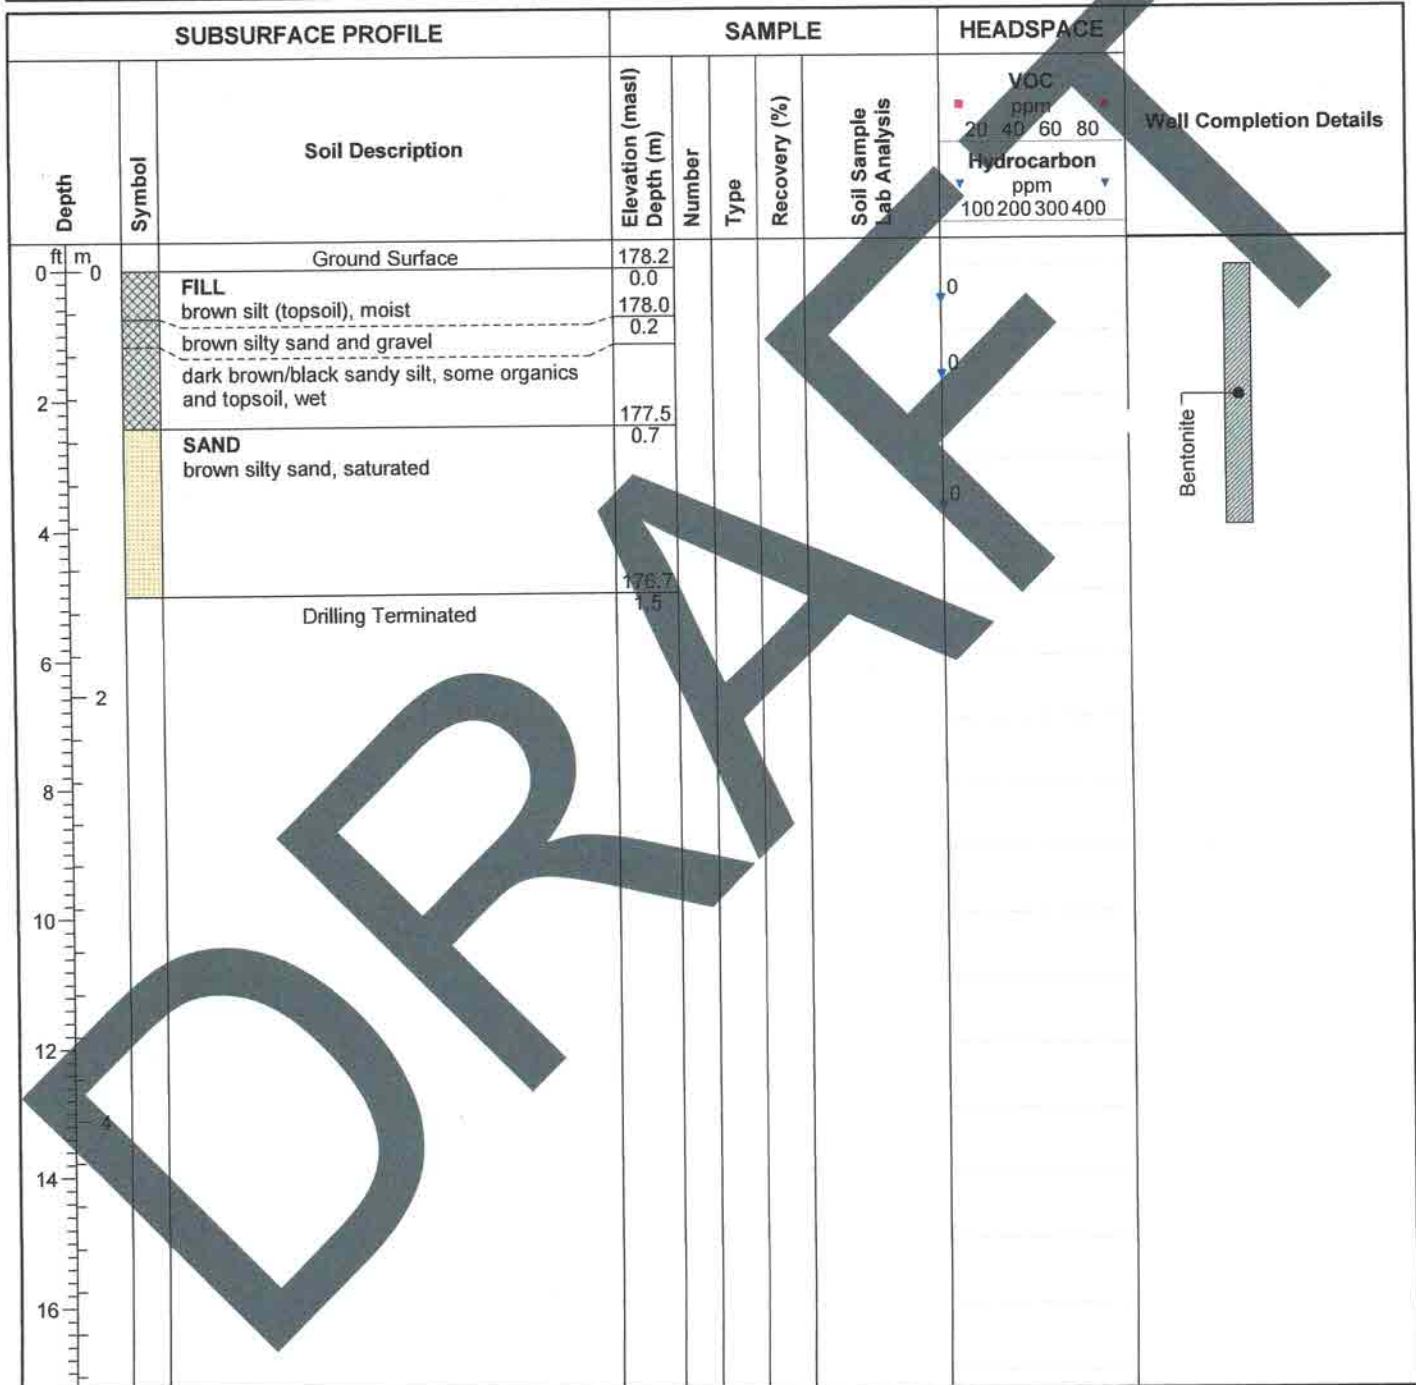 SUBSURFACE PROFILE
SAMPLE
HEADSPACE
Depth
Symbol
Soil Description
Elevation (masl)
Depth (m)
Number
Type
Recovery (%)
Soil Sample
Lab Analysis
VOC
ppm
20 40 60 80
Hydrocarbon
ppm
100 200 300 400
Well Completion Details
ft m
0 0
Ground Surface
178.2
0.0
FILL
brown silt (topsoil), moist
178.0
0.2
brown silty sand and gravel
dark brown/black sandy silt, some organics
and topsoil, wet
177.5
0.7
SAND
brown silty sand, saturated
176.7
1.5
Drilling Terminated
0
0
0
Bentonite
2
4
6
2
8
10
12
4
14
16
DRAFT